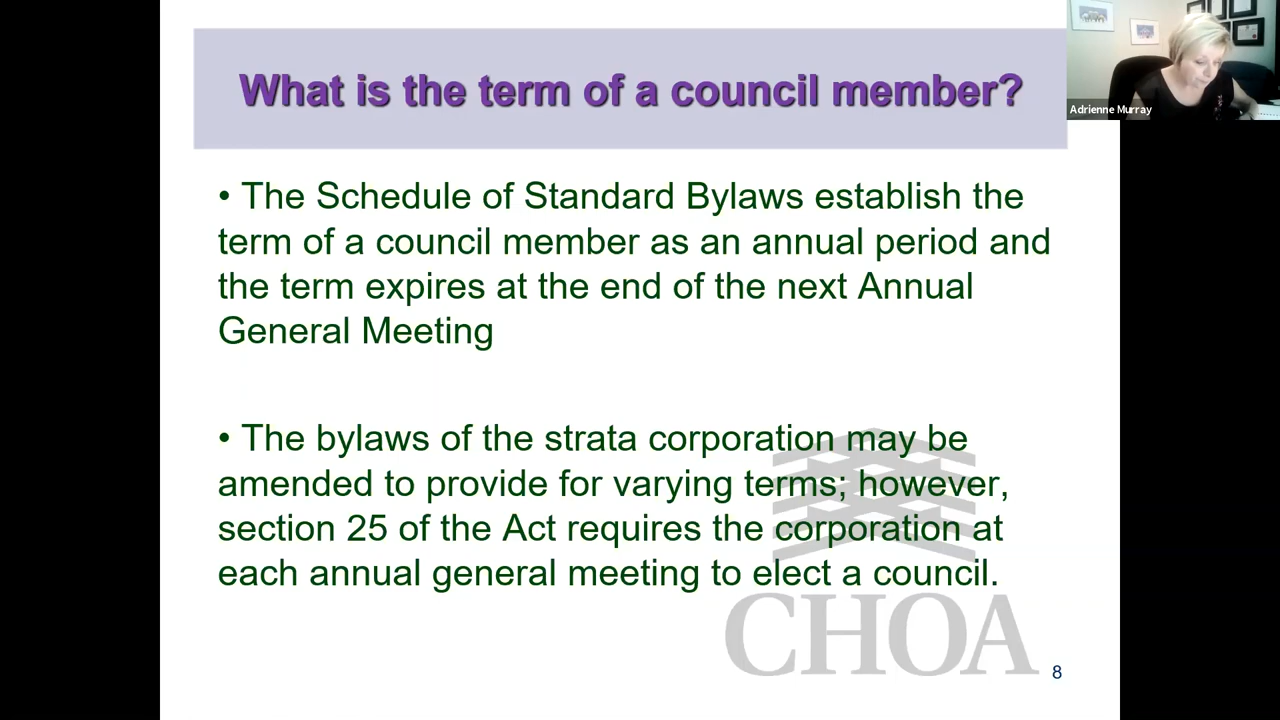 What is the term of a council member?
Adrienne Murray
• The Schedule of Standard Bylaws establish the
term of a council member as an annual period and
the term expires at the end of the next Annual
General Meeting
• The bylaws of the strata corporation may be
amended to provide for varying terms; however,
section 25 of the Act requires the corporation at
each annual general meeting to elect a council.
CHOA
8